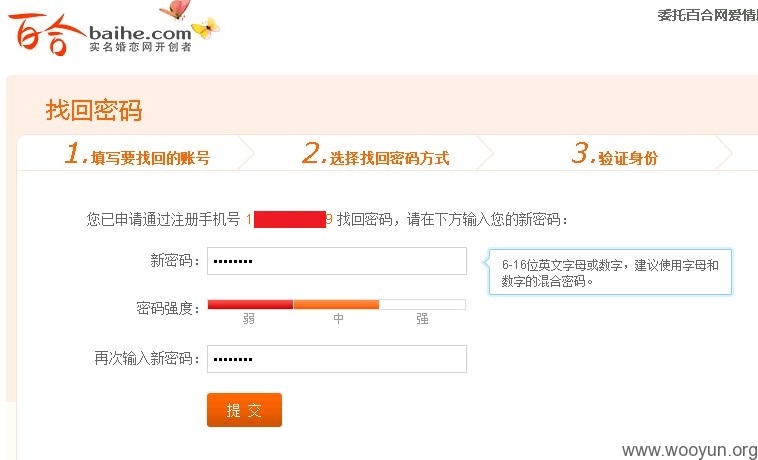 百合 baihe.com
实名婚恋网开创者
委托百合网爱情
找回密码
1.填写要找回的账号 2.选择找回密码方式 3.验证身份
您已申请通过注册手机号 1 9 找回密码，请在下方输入您的新密码：
新密码：
6-16位英文字母或数字，建议使用字母和
数字的混合密码。
密码强度：
弱 中 强
再次输入新密码：
提 交
www.wooyun.org